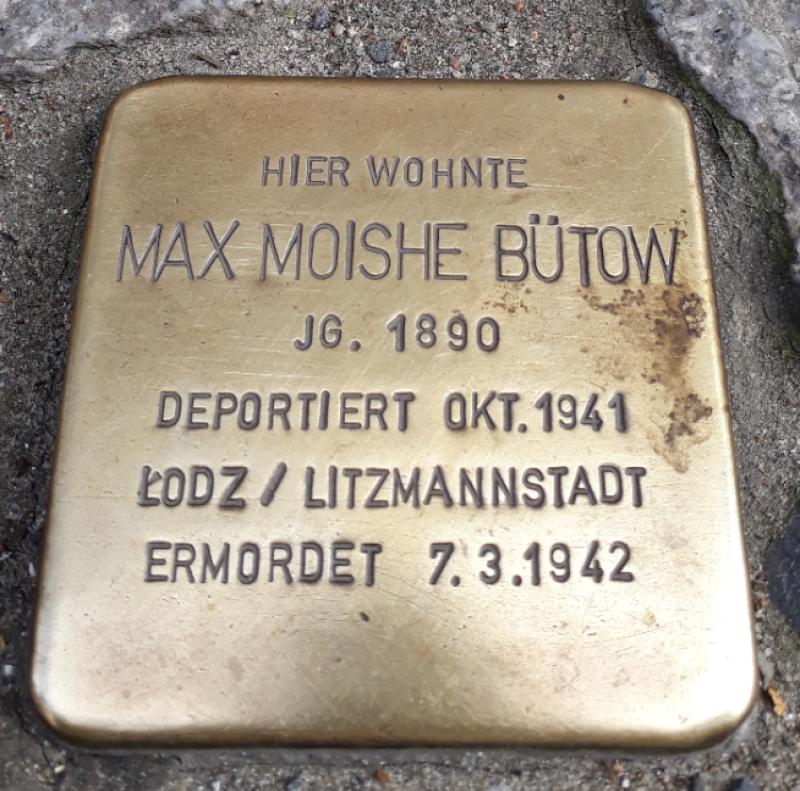 HIER WOHNTE
MAX MOISHE BÜTOW
JG. 1890
DEPORTIERT OKT. 1941
ŁODZ / LITZMANNSTADT
ERMORDET 7.3.1942